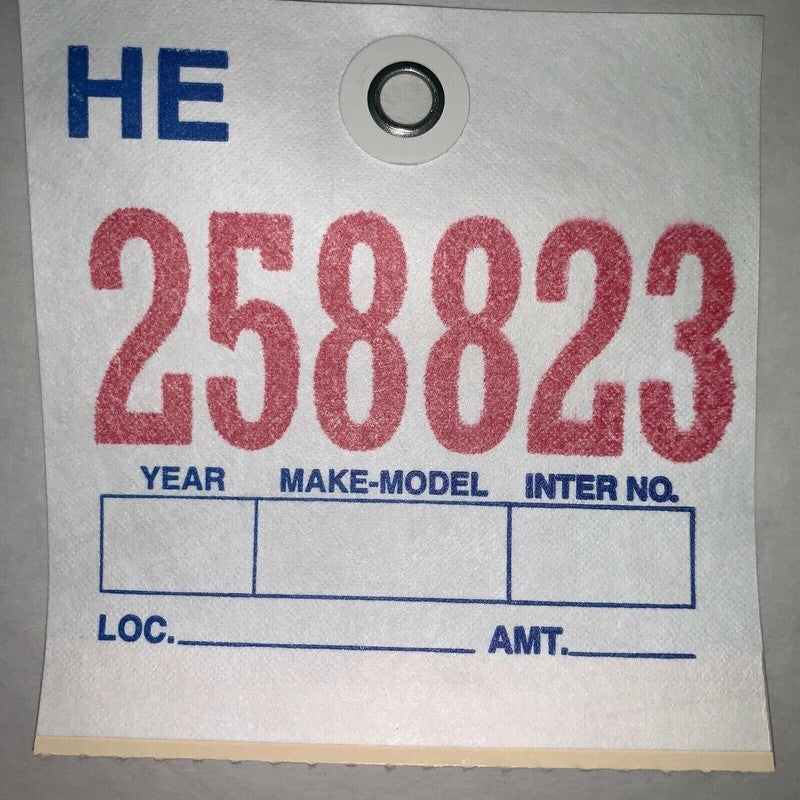 HE
258823
YEAR MAKE-MODEL INTER NO.
LOC. AMT.